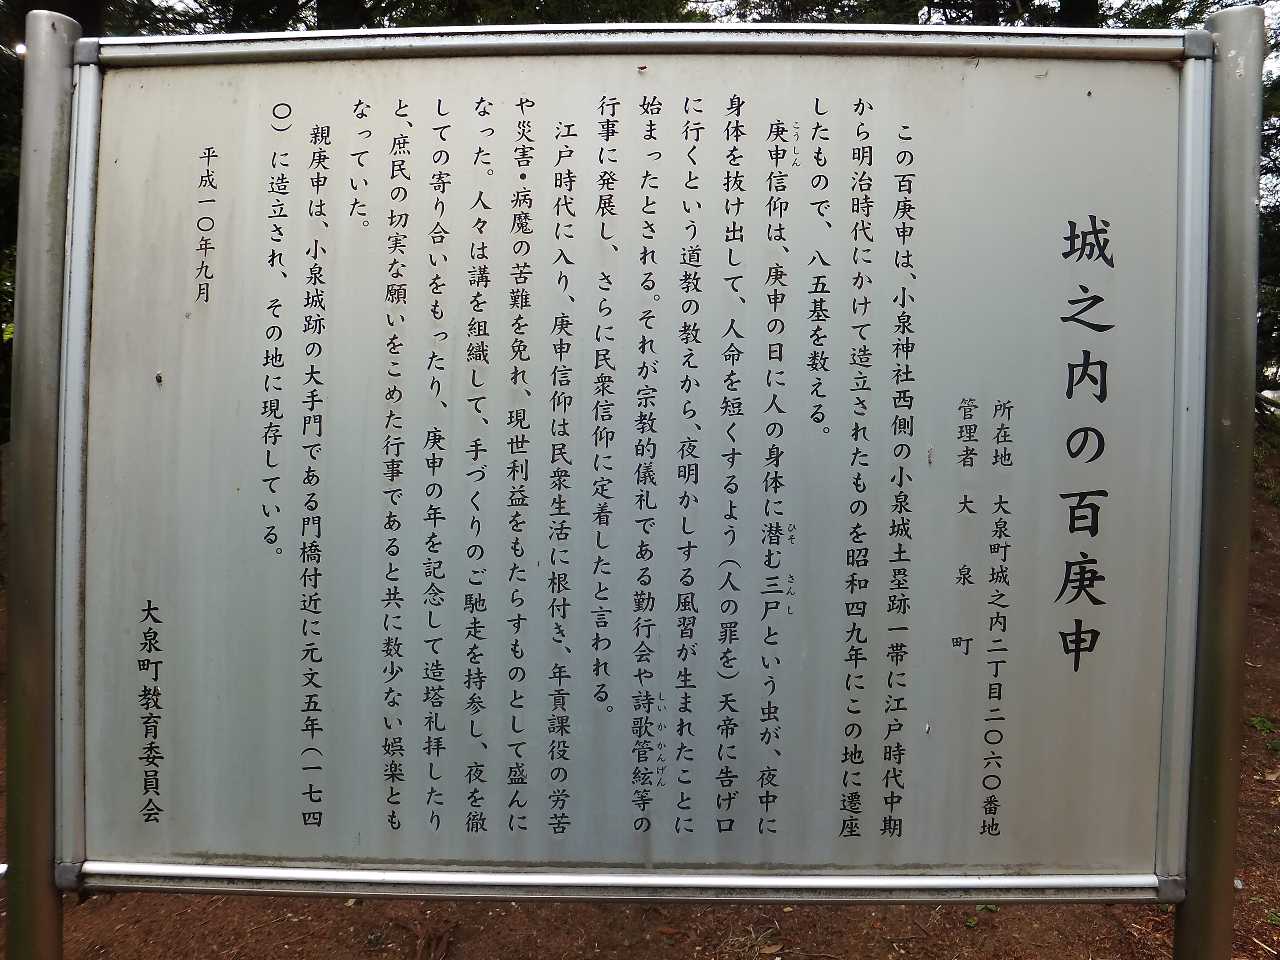 城之内の百庚申
所在地　大泉町城之内二丁目二〇六〇番地
管理者　大泉町
この百庚申は、小泉神社西側の小泉城土塁跡一帯に江戸時代中期
から明治時代にかけて造立されたものを昭和四九年にこの地に遷座
したもので、八五基を数える。
庚申信仰は、庚申の日に人の身体に潜む三尸という虫が、夜中に
こうしん
ひそ
さんし
身体を抜け出して、人命を短くするよう（人の罪を）天帝に告げ口
に行くという道教の教えから、夜明かしする風習が生まれたことに
始まったとされる。それが宗教的儀礼である勤行会や詩歌管絃等の
しいかかんげん
行事に発展し、さらに民衆信仰に定着したと言われる。
江戸時代に入り、庚申信仰は民衆生活に根付き、年貢課役の労苦
や災害・病魔の苦難を免れ、現世利益をもたらすものとして盛んに
なった。人々は講を組織して、手づくりのご馳走を持参し、夜を徹
しての寄り合いをもったり、庚申の年を記念して造塔礼拝したり
と、庶民の切実な願いをこめた行事であると共に数少ない娯楽とも
なっていた。
親庚申は、小泉城跡の大手門である門橋付近に元文五年（一七四
〇）に造立され、その地に現存している。
平成一〇年九月
大泉町教育委員会